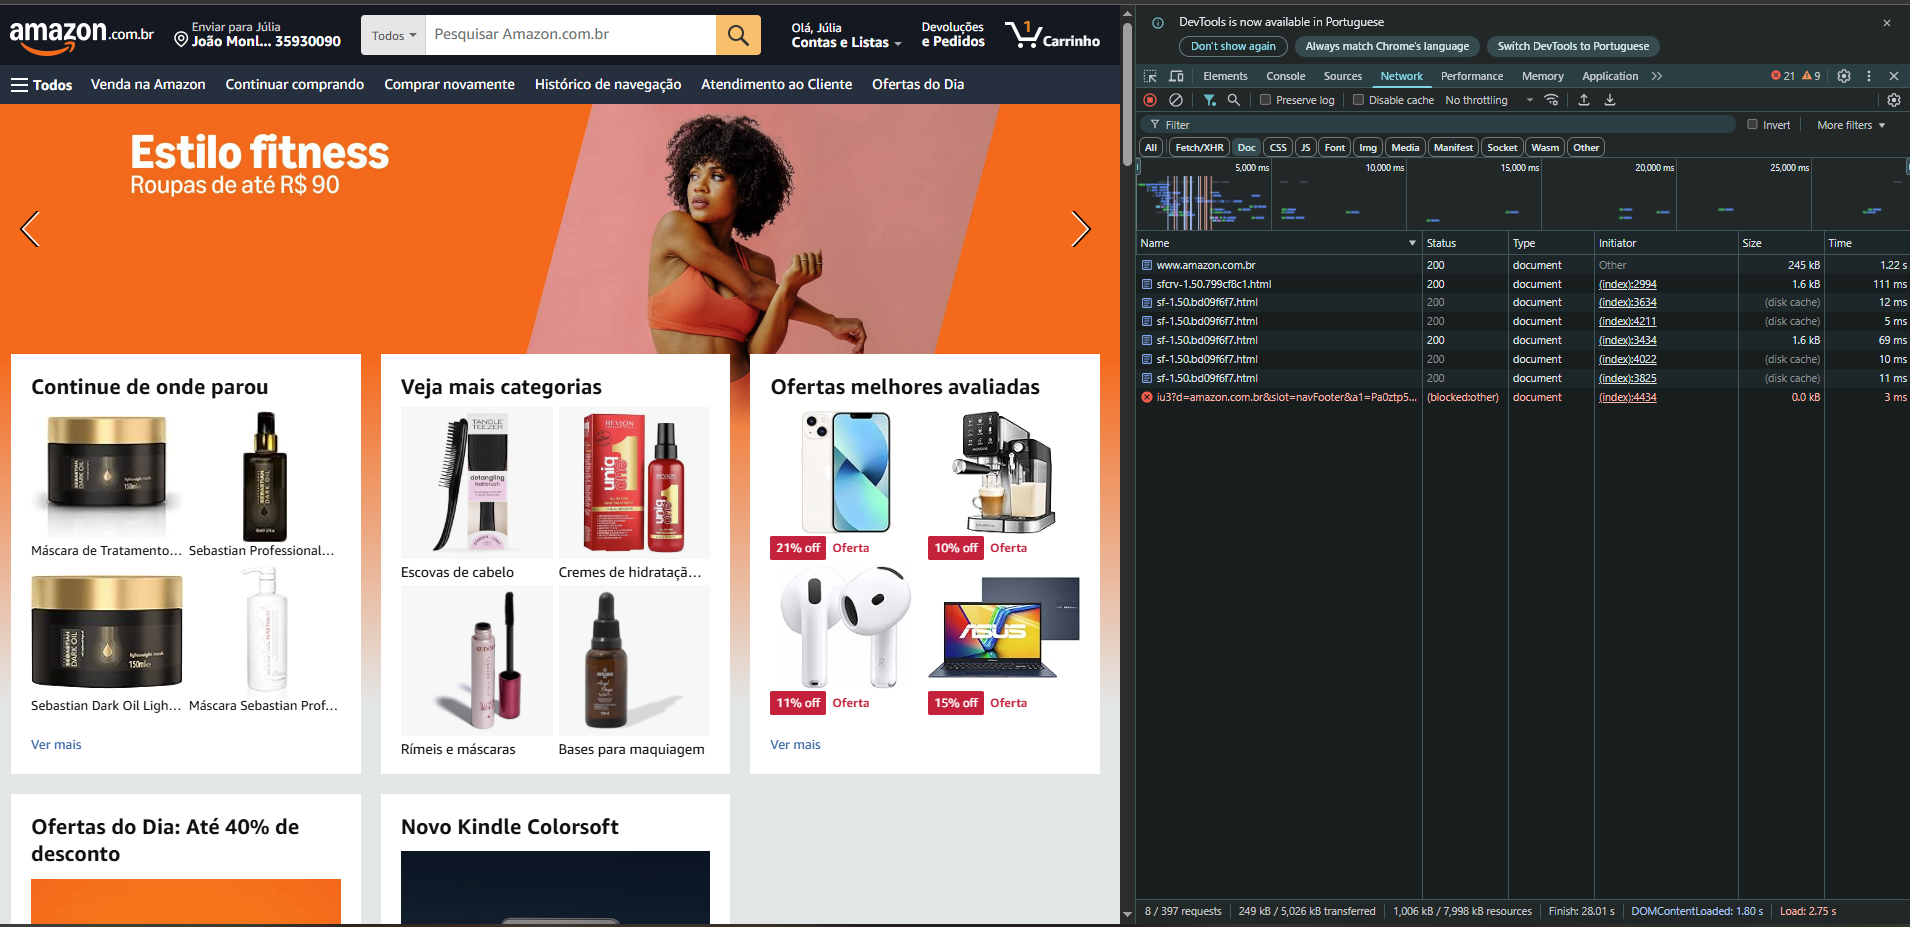 amazon.com.br
Enviar para Júlia
João Monl... 35930090
Todos
Pesquisar Amazon.com.br
Olá, Júlia
Contas e Listas
Devoluções
e Pedidos
1
Carrinho
Todos
Venda na Amazon
Continuar comprando
Comprar novamente
Histórico de navegação
Atendimento ao Cliente
Ofertas do Dia
Estilo fitness
Roupas de até R$ 90
Continue de onde parou
Máscara de Tratamento...
Sebastian Professional...
Sebastian Dark Oil Ligh...
Máscara Sebastian Prof...
Ver mais
Veja mais categorias
TANGLE
TEEZER
detangling
hairbrush
REVLON
uniq
one
1
Escovas de cabelo
Cremes de hidrataçã...
Rímeis e máscaras
Bases para maquiagem
Ofertas melhores avaliadas
21% off Oferta
10% off Oferta
ASUS
11% off Oferta
15% off Oferta
Ver mais
Ofertas do Dia: Até 40% de
desconto
Novo Kindle Colorsoft
DevTools is now available in Portuguese
Don't show again
Always match Chrome's language
Switch DevTools to Portuguese
Elements
Console
Sources
Network
Performance
Memory
Application
21
9
Preserve log
Disable cache
No throttling
Filter
Invert
More filters
All
Fetch/XHR
Doc
CSS
JS
Font
Img
Media
Manifest
Socket
Wasm
Other
5,000 ms
10,000 ms
15,000 ms
20,000 ms
25,000 ms
Name Status Type Initiator Size Time
www.amazon.com.br 200 document Other 245 kB 1.22 s
sfcrv-1.50.799cf8c1.html 200 document (index):2994 1.6 kB 111 ms
sf-1.50.bd09f6f7.html 200 document (index):3634 (disk cache) 12 ms
sf-1.50.bd09f6f7.html 200 document (index):4211 (disk cache) 5 ms
sf-1.50.bd09f6f7.html 200 document (index):3434 1.6 kB 69 ms
sf-1.50.bd09f6f7.html 200 document (index):4022 (disk cache) 10 ms
sf-1.50.bd09f6f7.html 200 document (index):3825 (disk cache) 11 ms
iu3?d=amazon.com.br&slot=navFooter&a1=Pa0ztp5... (blocked:other) document (index):4434 0.0 kB 3 ms
8 / 397 requests
249 kB / 5,026 kB transferred
1,006 kB / 7,998 kB resources
Finish: 28.01 s
DOMContentLoaded: 1.80 s
Load: 2.75 s